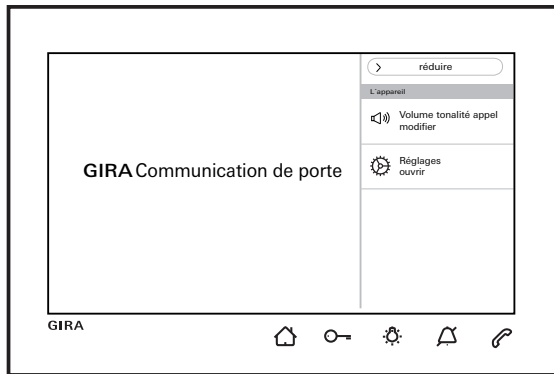 réduire
L'appareil
Volume tonalité appel
modifier
Réglages
ouvrir
GIRA Communication de porte
GIRA